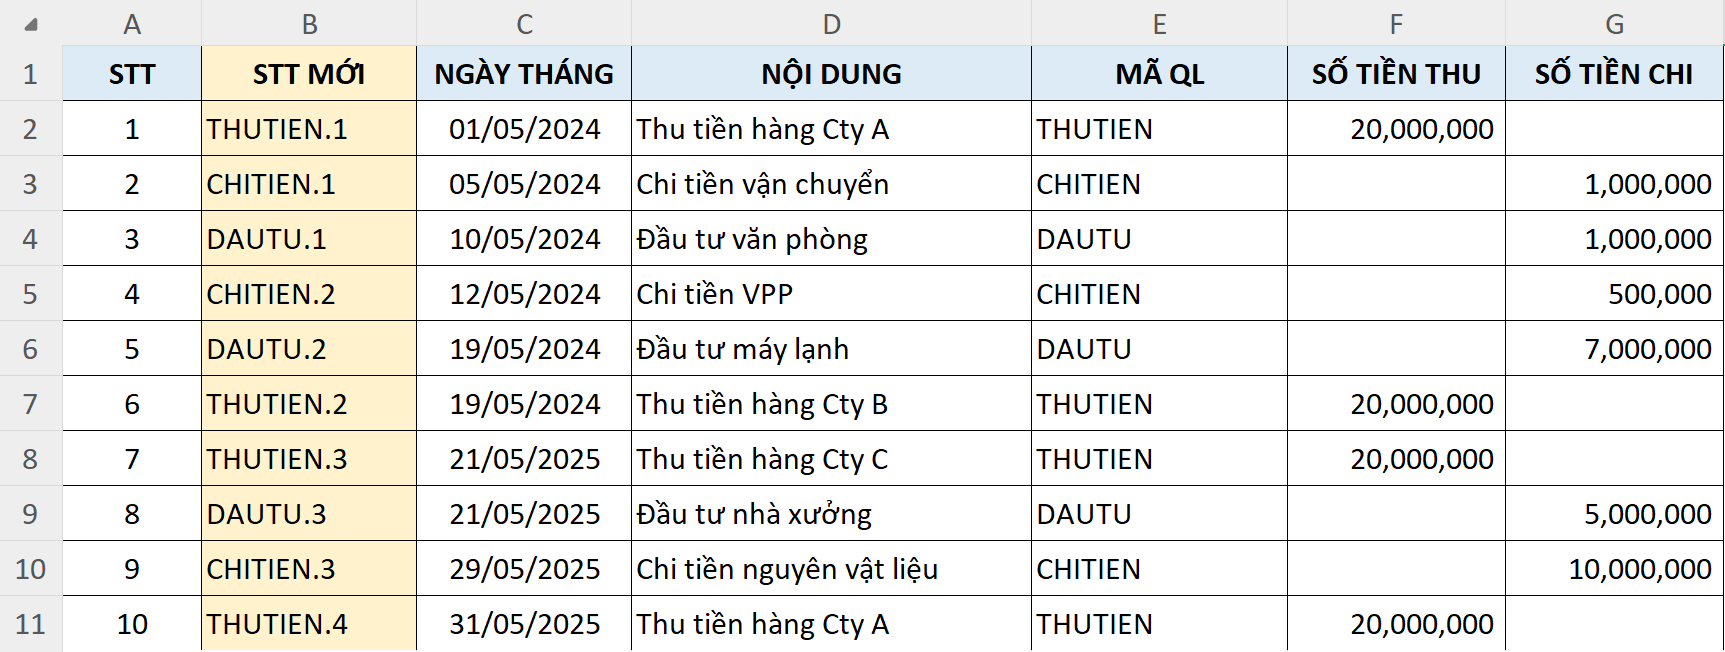 A B C D E F G
1 STT STT MỚI NGÀY THÁNG NỘI DUNG MÃ QL SỐ TIỀN THU SỐ TIỀN CHI
2 1 THUTIEN.1 01/05/2024 Thu tiền hàng Cty A THUTIEN 20,000,000
3 2 CHITIEN.1 05/05/2024 Chi tiền vận chuyển CHITIEN 1,000,000
4 3 DAUTU.1 10/05/2024 Đầu tư văn phòng DAUTU 1,000,000
5 4 CHITIEN.2 12/05/2024 Chi tiền VPP CHITIEN 500,000
6 5 DAUTU.2 19/05/2024 Đầu tư máy lạnh DAUTU 7,000,000
7 6 THUTIEN.2 19/05/2024 Thu tiền hàng Cty B THUTIEN 20,000,000
8 7 THUTIEN.3 21/05/2025 Thu tiền hàng Cty C THUTIEN 20,000,000
9 8 DAUTU.3 21/05/2025 Đầu tư nhà xưởng DAUTU 5,000,000
10 9 CHITIEN.3 29/05/2025 Chi tiền nguyên vật liệu CHITIEN 10,000,000
11 10 THUTIEN.4 31/05/2025 Thu tiền hàng Cty A THUTIEN 20,000,000